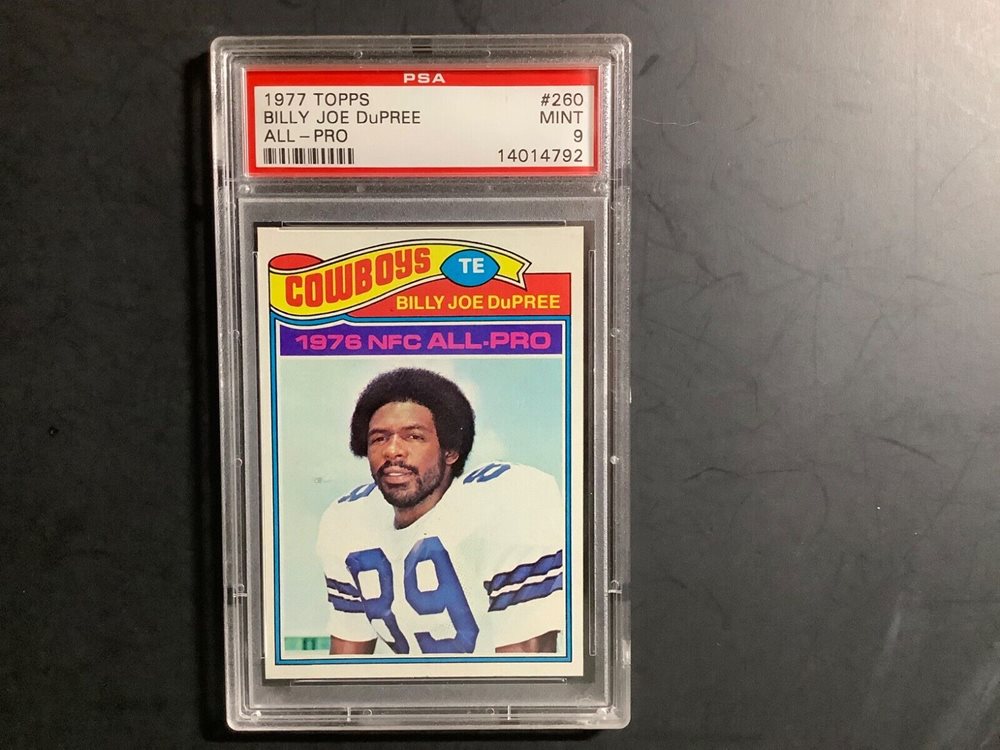 PSA
1977 TOPPS #260
BILLY JOE DuPREE MINT
ALL-PRO 9
14014792
COWBOYS TE
BILLY JOE DuPREE
1976 NFC ALL-PRO
8
89